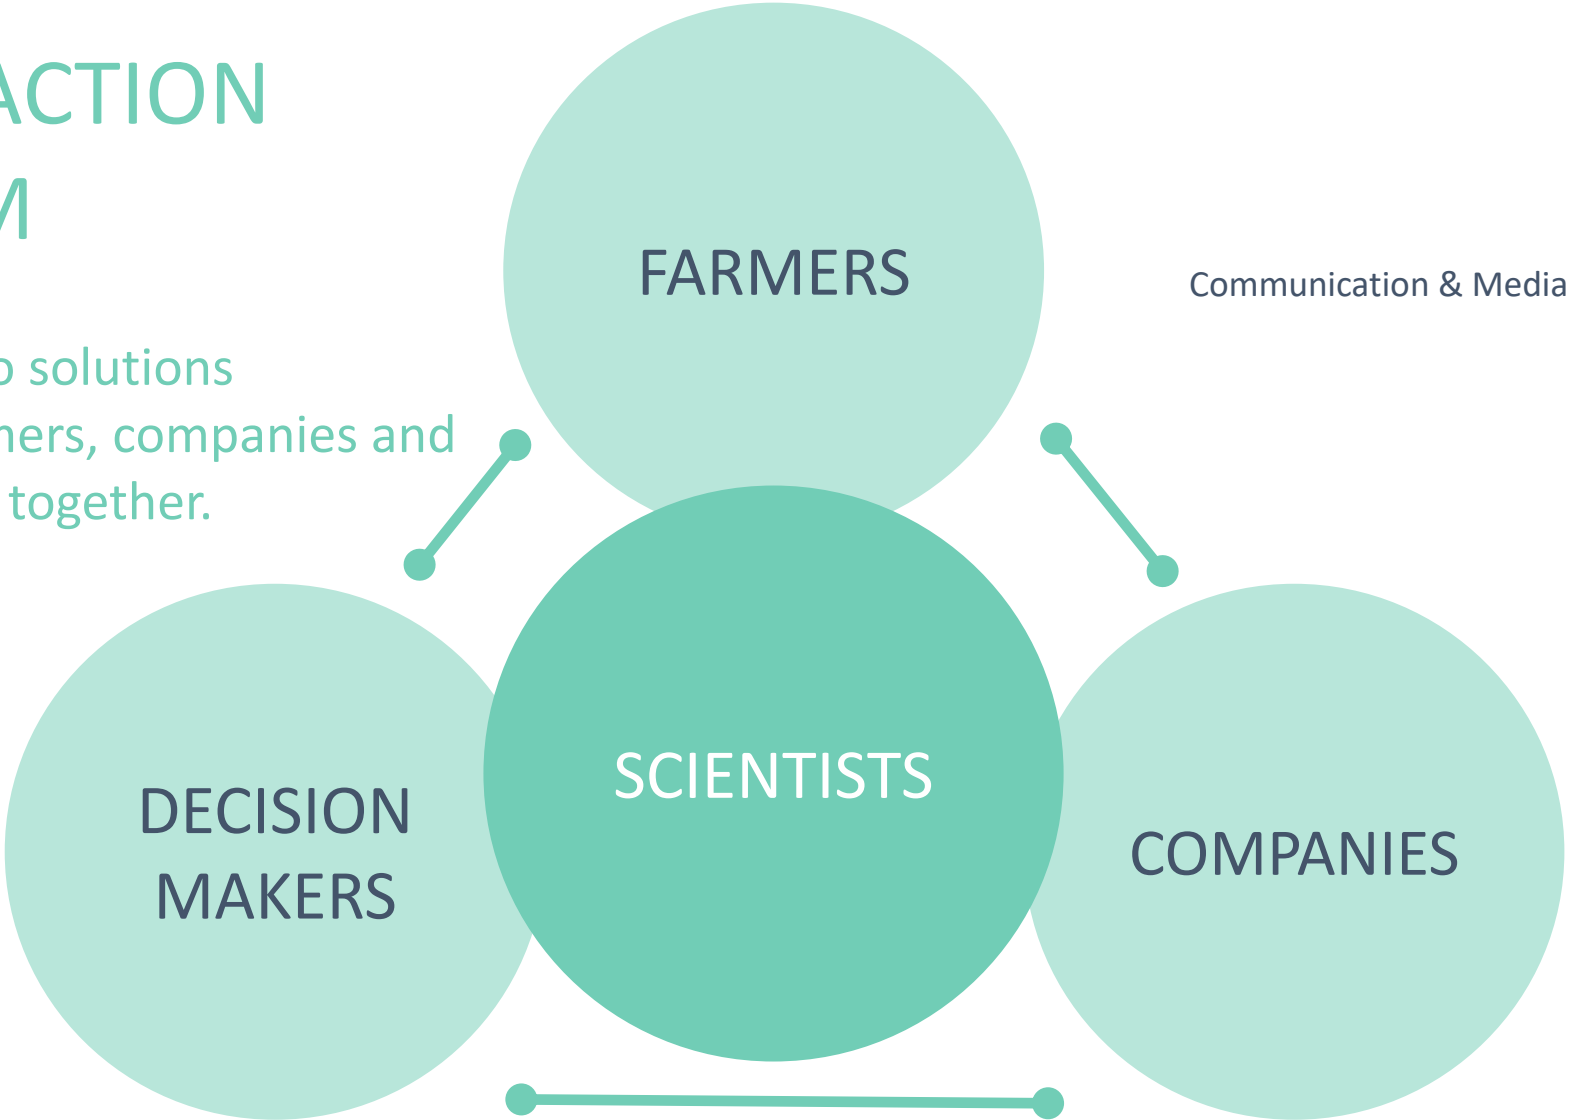 ACTION
M
FARMERS
Communication & Media
o solutions
ners, companies and
together.
SCIENTISTS
DECISION
MAKERS
COMPANIES